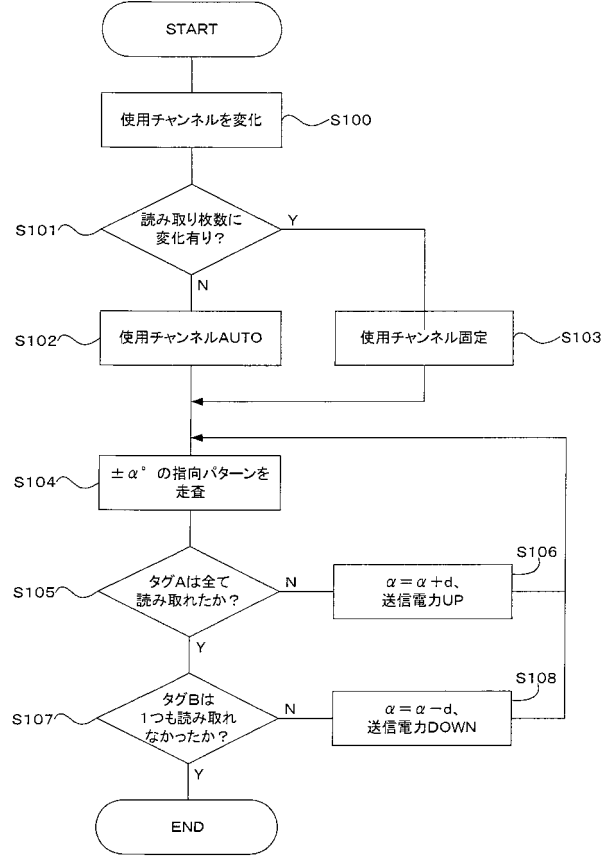 START
使用チャンネルを変化
S100
読み取り枚数に
変化有り？
S101
Y
N
使用チャンネルAUTO
S102
使用チャンネル固定
S103
±α°の指向パターンを
走査
S104
タグAは全て
読み取れたか？
S105
N
Y
α＝α＋d、
送信電力UP
S106
タグBは
1つも読み取れ
なかったか？
S107
N
Y
α＝α－d、
送信電力DOWN
S108
END